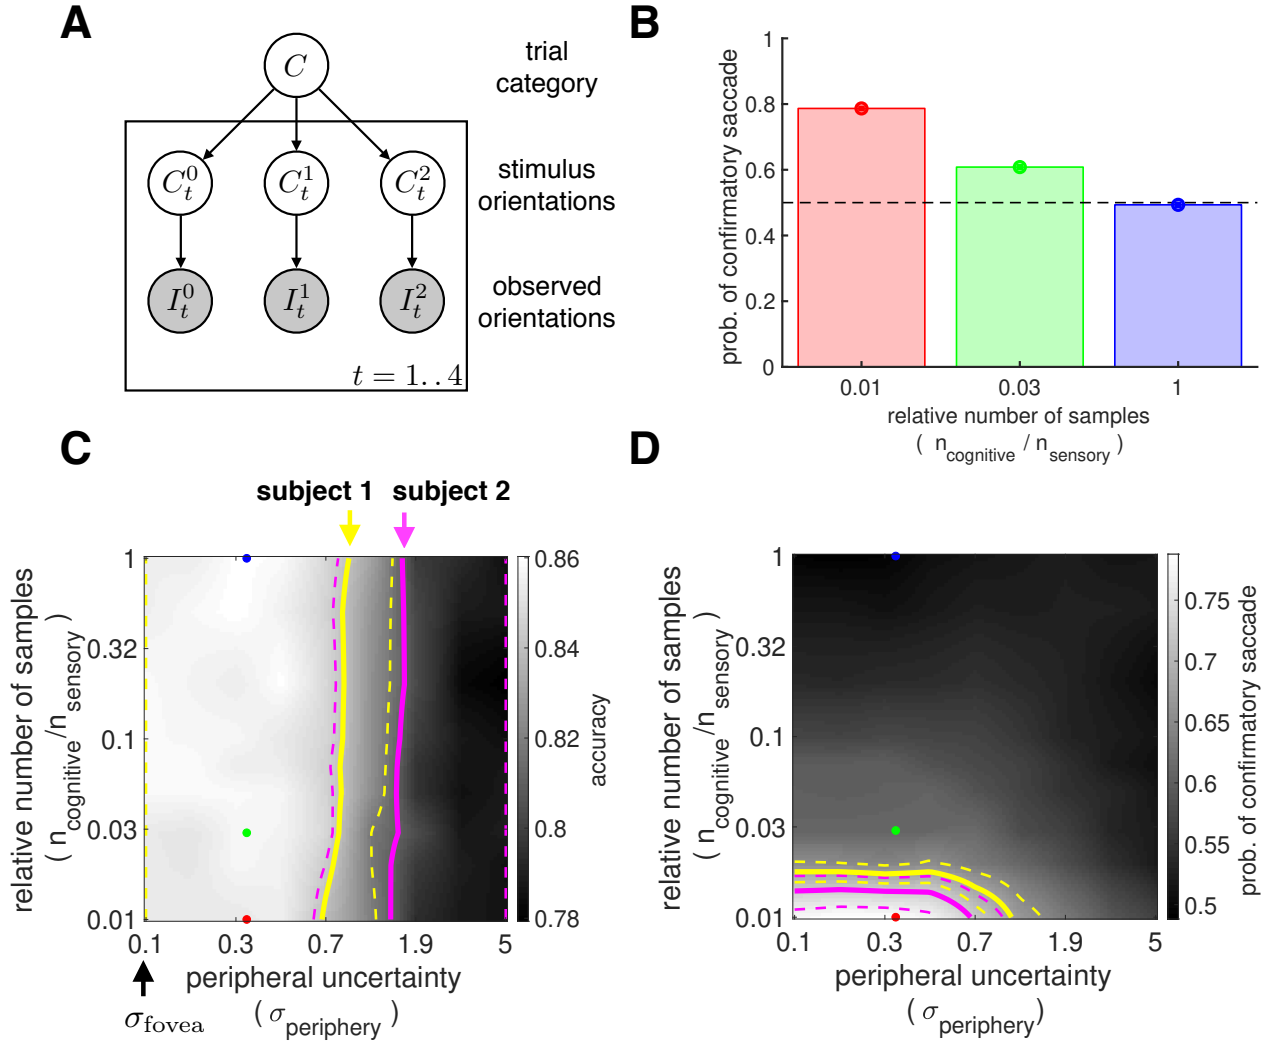 A
C
trial
category
C_t^0
C_t^1
C_t^2
stimulus
orientations
I_t^0
I_t^1
I_t^2
observed
orientations
t = 1..4
B
prob. of confirmatory saccade
1
0.8
0.6
0.4
0.2
0
0.01
0.03
1
relative number of samples
( n_cognitive / n_sensory )
C
subject 1
subject 2
relative number of samples
( n_cognitive / n_sensory )
1
0.32
0.1
0.03
0.01
0.1
0.3
0.7
1.9
5
peripheral uncertainty
( σ_periphery )
σ_fovea
0.86
0.84
0.82
0.8
0.78
accuracy
D
relative number of samples
( n_cognitive / n_sensory )
1
0.32
0.1
0.03
0.01
0.1
0.3
0.7
1.9
5
peripheral uncertainty
( σ_periphery )
0.75
0.7
0.65
0.6
0.55
0.5
prob. of confirmatory saccade